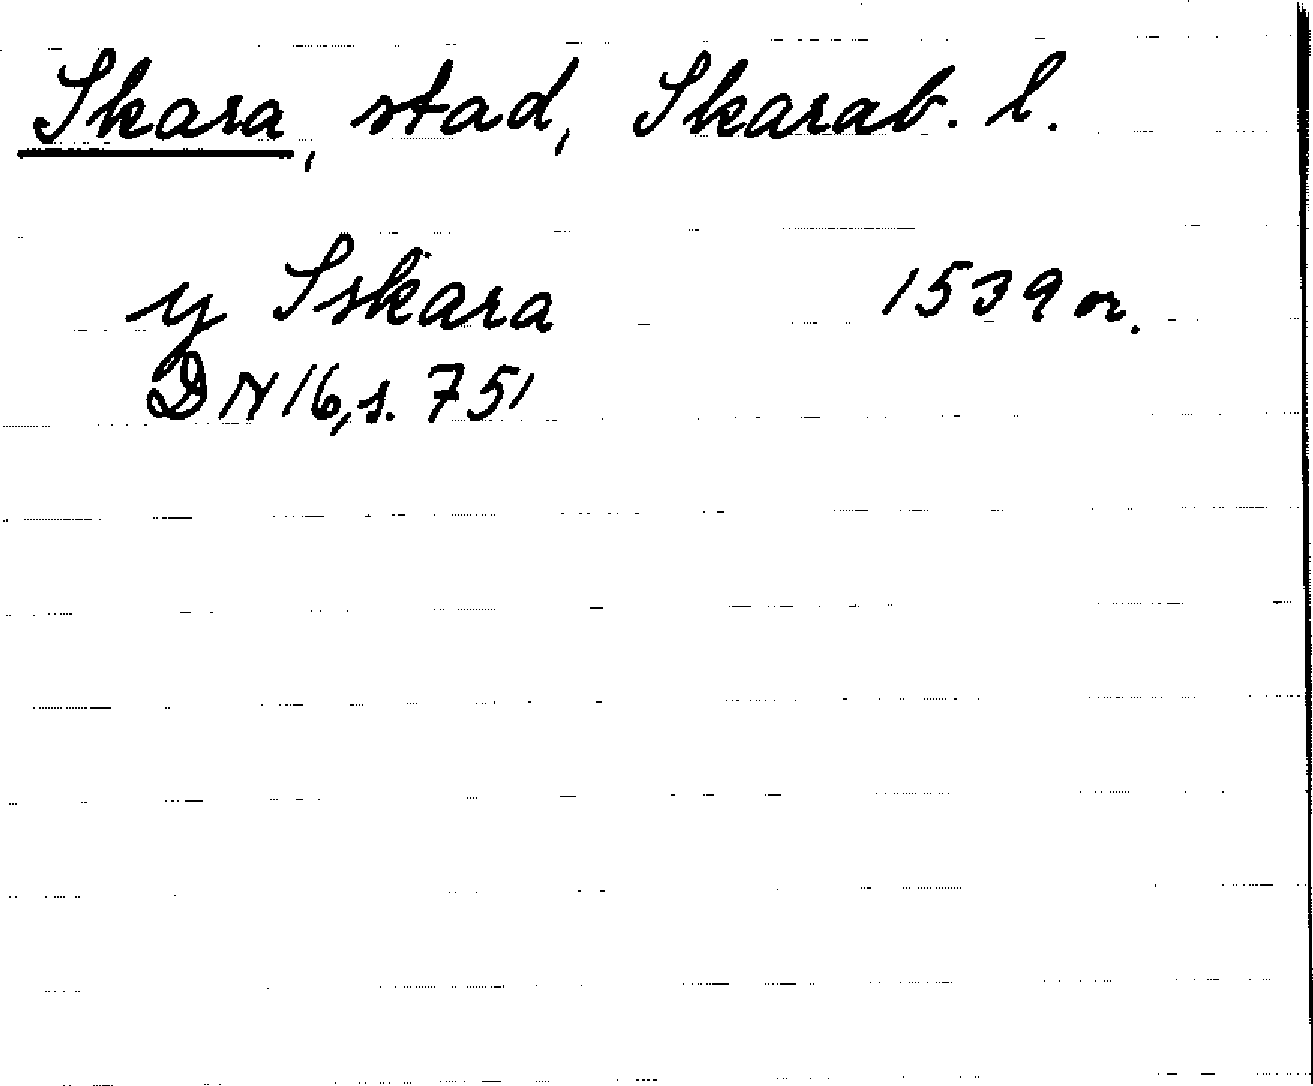 Skara, stad, Skarab. l.
y Sskara 1539 or.
DN 16, s. 751